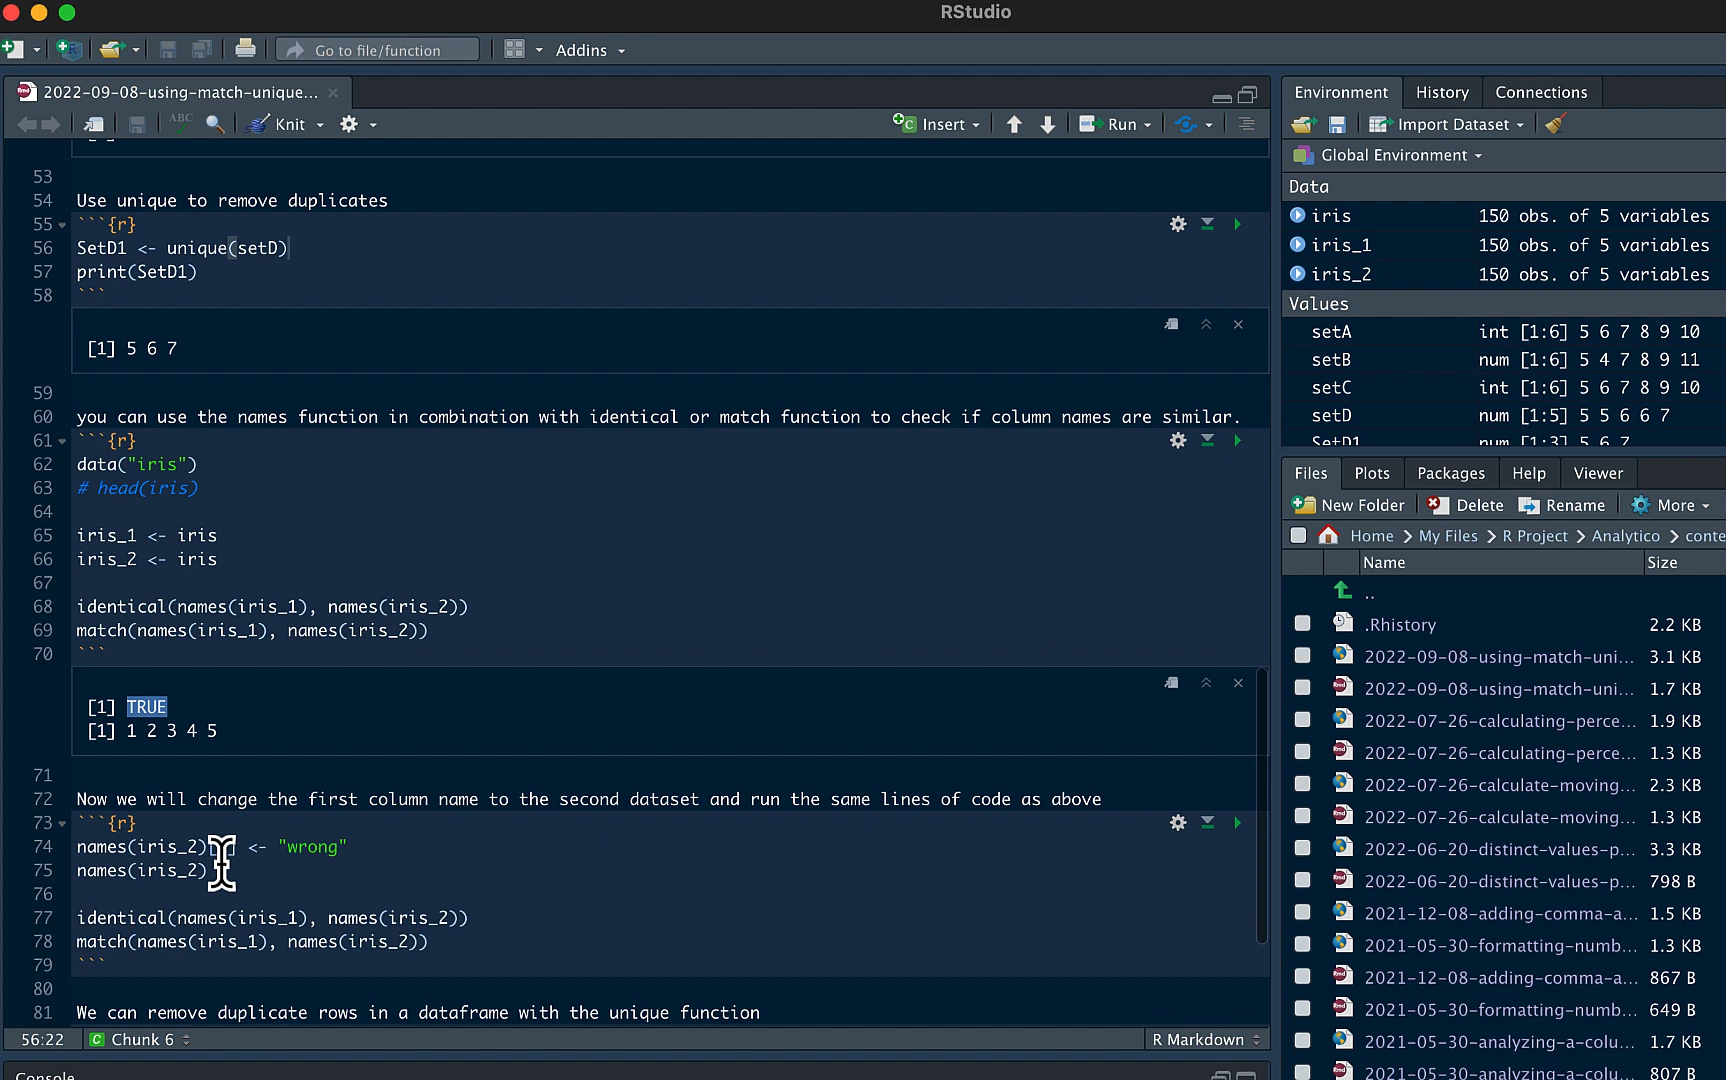 RStudio
Go to file/function
Addins
2022-09-08-using-match-unique...
ABC
Knit
Insert
Run
53
54 Use unique to remove duplicates
55 ```{r}
56 SetD1 <- unique(setD)
57 print(SetD1)
58 ```
[1] 5 6 7
59
60 you can use the names function in combination with identical or match function to check if column names are similar.
61 ```{r}
62 data("iris")
63 # head(iris)
64
65 iris_1 <- iris
66 iris_2 <- iris
67
68 identical(names(iris_1), names(iris_2))
69 match(names(iris_1), names(iris_2))
70 ```
[1] TRUE
[1] 1 2 3 4 5
71
72 Now we will change the first column name to the second dataset and run the same lines of code as above
73 ```{r}
74 names(iris_2) ] <- "wrong"
75 names(iris_2)
76
77 identical(names(iris_1), names(iris_2))
78 match(names(iris_1), names(iris_2))
79 ```
80
81 We can remove duplicate rows in a dataframe with the unique function
56:22 C Chunk 6 R Markdown
Console
Environment History Connections
Import Dataset
Global Environment
Data
iris 150 obs. of 5 variables
iris_1 150 obs. of 5 variables
iris_2 150 obs. of 5 variables
Values
setA int [1:6] 5 6 7 8 9 10
setB num [1:6] 5 4 7 8 9 11
setC int [1:6] 5 6 7 8 9 10
setD num [1:5] 5 5 6 6 7
SetD1 num [1:3] 5 6 7
Files Plots Packages Help Viewer
New Folder Delete Rename More
Home My Files R Project Analytico conte
Name Size
..
.Rhistory 2.2 KB
2022-09-08-using-match-uni... 3.1 KB
2022-09-08-using-match-uni... 1.7 KB
2022-07-26-calculating-perce... 1.9 KB
2022-07-26-calculating-perce... 1.3 KB
2022-07-26-calculate-moving... 2.3 KB
2022-07-26-calculate-moving... 1.3 KB
2022-06-20-distinct-values-p... 3.3 KB
2022-06-20-distinct-values-p... 798 B
2021-12-08-adding-comma-a... 1.5 KB
2021-05-30-formatting-numb... 1.3 KB
2021-12-08-adding-comma-a... 867 B
2021-05-30-formatting-numb... 649 B
2021-05-30-analyzing-a-colu... 1.7 KB
2021-05-30-analyzing-a-colu... 807 B